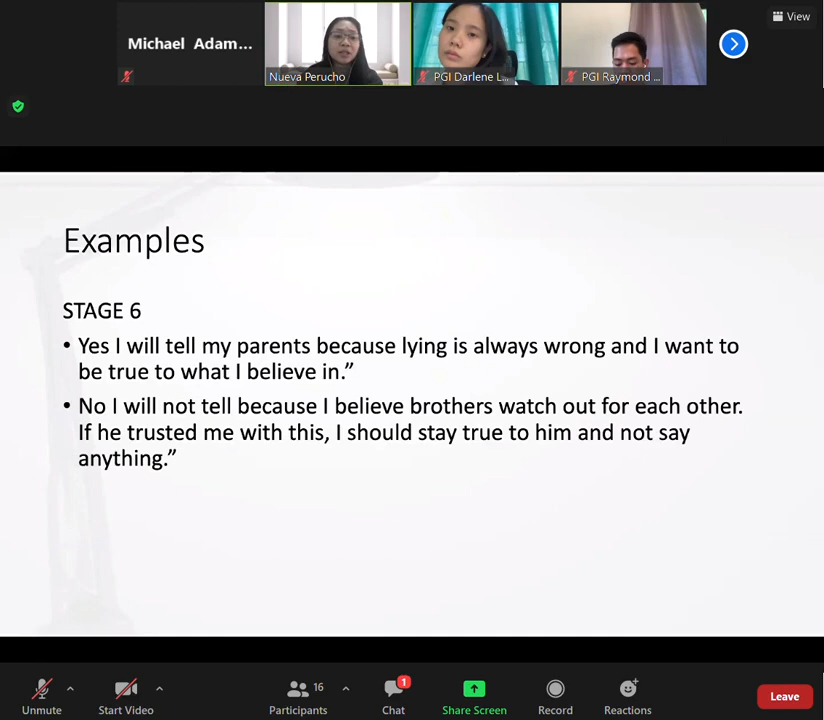 Michael Adam...
View
Nueva Perucho
PGI Darlene L...
PGI Raymond ...
Examples
STAGE 6
• Yes I will tell my parents because lying is always wrong and I want to
be true to what I believe in.”
• No I will not tell because I believe brothers watch out for each other.
If he trusted me with this, I should stay true to him and not say
anything.”
16
1
Unmute
Start Video
Participants
Chat
Share Screen
Record
Reactions
Leave